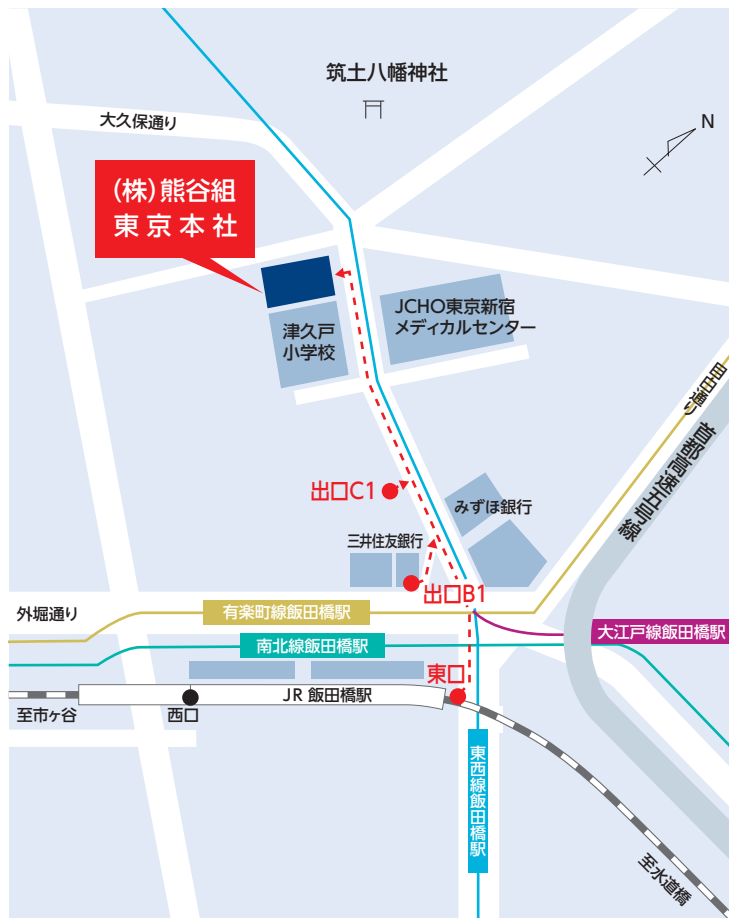 筑土八幡神社
大久保通り
N
(株)熊谷組
東京本社
JCHO東京新宿
メディカルセンター
津久戸
小学校
目白通り
首都高速五号線
出口C1
みずほ銀行
三井住友銀行
出口B1
外堀通り
有楽町線飯田橋駅
大江戸線飯田橋駅
南北線飯田橋駅
東口
JR 飯田橋駅
至市ヶ谷
西口
東西線飯田橋駅
至水道橋